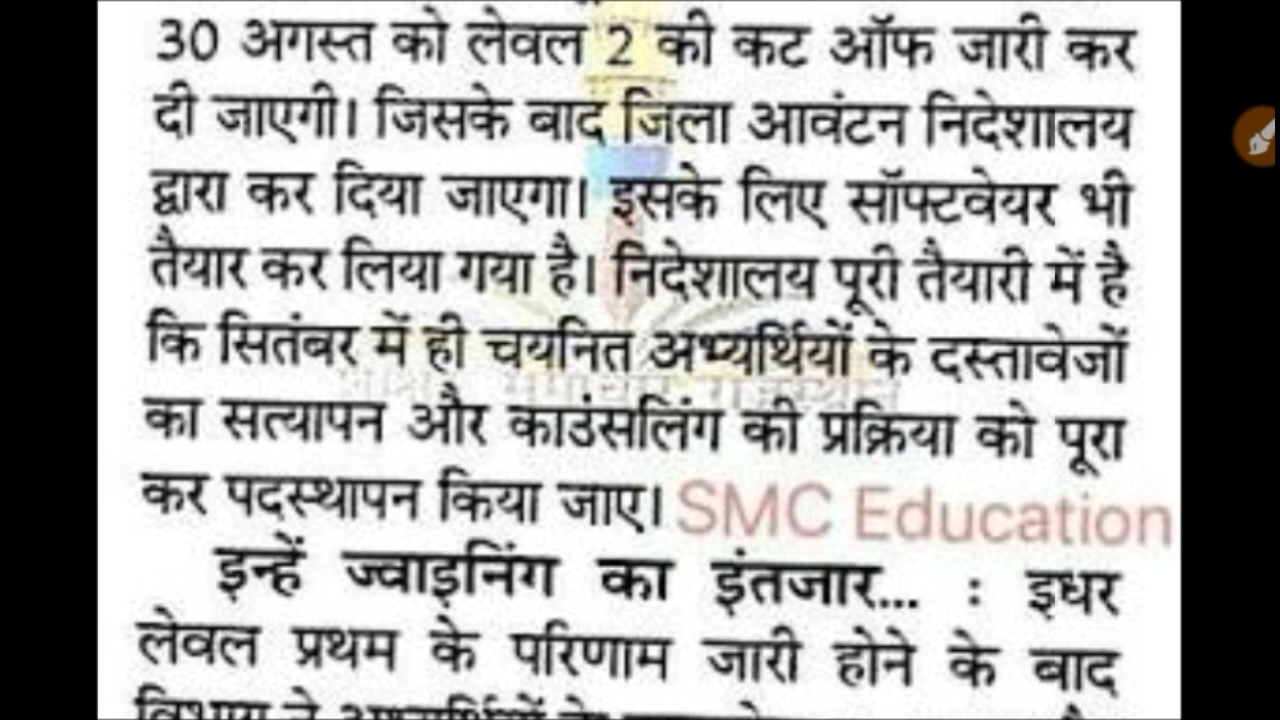 30 अगस्त को लेवल 2 की कट ऑफ जारी कर
दी जाएगी। जिसके बाद जिला आवंटन निदेशालय
द्वारा कर दिया जाएगा। इसके लिए सॉफ्टवेयर भी
तैयार कर लिया गया है। निदेशालय पूरी तैयारी में है
कि सितंबर में ही चयनित अभ्यर्थियों के दस्तावेजों
का सत्यापन और काउंसलिंग की प्रक्रिया को पूरा
कर पदस्थापन किया जाए। SMC Education
इन्हें ज्वाइनिंग का इंतजार... : इधर
लेवल प्रथम के परिणाम जारी होने के बाद
विभाग ने अभ्यर्थियों के